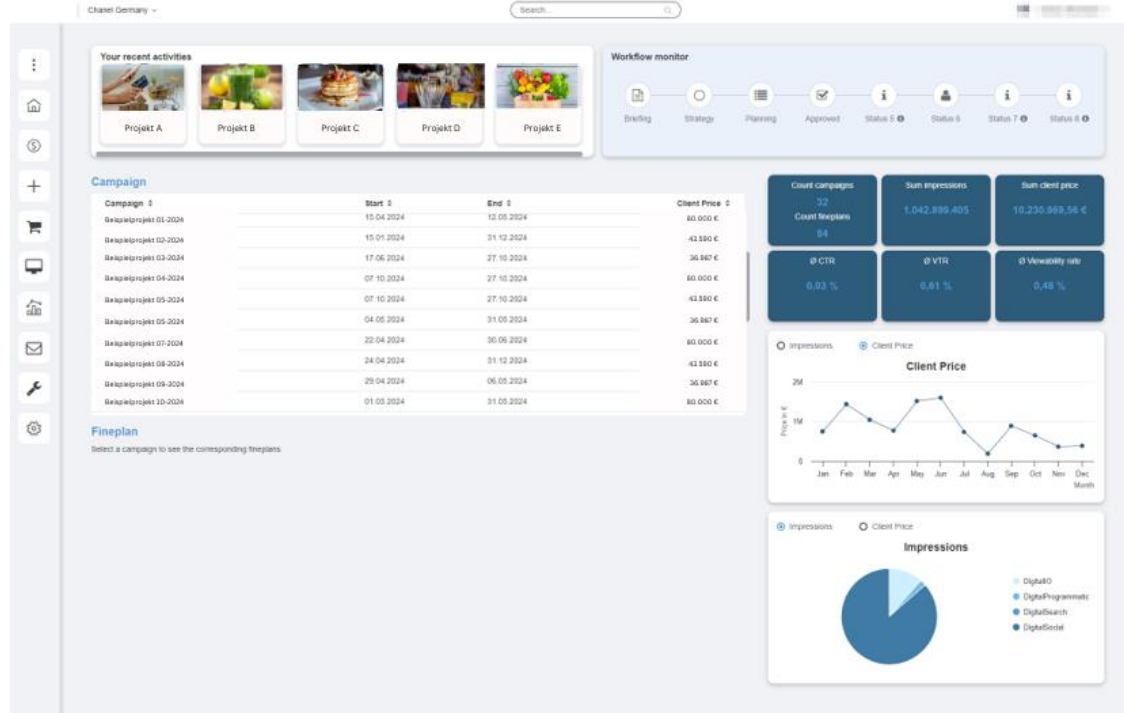 Chanel Germany
Search...
Your recent activities
Projekt A
Projekt B
Projekt C
Projekt D
Projekt E
Workflow monitor
Briefing
Strategy
Planning
Approved
Status 5
Status 6
Status 7
Status 8
Campaign
Campaign Start End Client Price
Beispielprojekt 01-2024 15.04.2024 12.05.2024 80.000 €
Beispielprojekt 02-2024 15.01.2024 31.12.2024 43.590 €
Beispielprojekt 03-2024 17.06.2024 27.10.2024 36.867 €
Beispielprojekt 04-2024 07.10.2024 27.10.2024 80.000 €
Beispielprojekt 05-2024 07.10.2024 27.10.2024 43.590 €
Beispielprojekt 05-2024 04.05.2024 31.05.2024 36.867 €
Beispielprojekt 07-2024 22.04.2024 30.06.2024 80.000 €
Beispielprojekt 08-2024 24.04.2024 31.12.2024 43.590 €
Beispielprojekt 09-2024 29.04.2024 06.05.2024 36.867 €
Beispielprojekt 10-2024 01.03.2024 31.05.2024 80.000 €
Fineplan
Select a campaign to see the corresponding fineplans
Count campaigns
32
Count fineplans
84
Sum impressions
1.042.899.405
Sum client price
10.230.669,56 €
Ø CTR
0,03 %
Ø VTR
0,61 %
Ø Viewability rate
0,48 %
Impressions
Client Price
Client Price
Price in €
2M
1M
0
Jan Feb Mar Apr May Jun Jul Aug Sep Oct Nov Dec
Month
Impressions
Client Price
Impressions
DigitalIO
DigitalProgrammatic
DigitalSearch
DigitalSocial